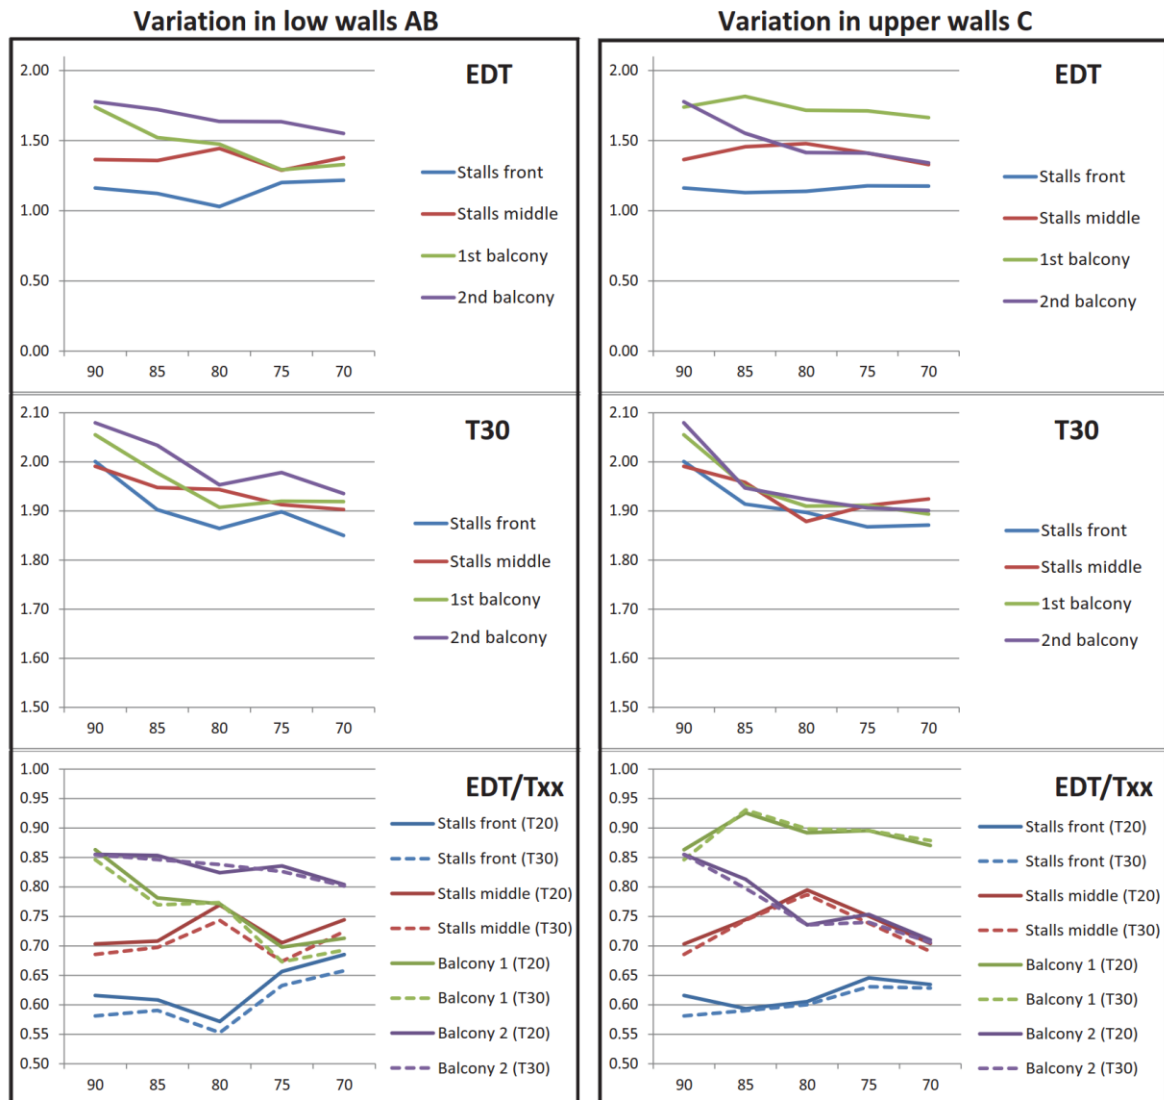 Variation in low walls AB
EDT
2.00
1.50
1.00
0.50
0.00
90 85 80 75 70
Stalls front
Stalls middle
1st balcony
2nd balcony
T30
2.10
2.00
1.90
1.80
1.70
1.60
1.50
90 85 80 75 70
Stalls front
Stalls middle
1st balcony
2nd balcony
EDT/Txx
1.00
0.95
0.90
0.85
0.80
0.75
0.70
0.65
0.60
0.55
0.50
90 85 80 75 70
Stalls front (T20)
Stalls front (T30)
Stalls middle (T20)
Stalls middle (T30)
Balcony 1 (T20)
Balcony 1 (T30)
Balcony 2 (T20)
Balcony 2 (T30)
Variation in upper walls C
EDT
2.00
1.50
1.00
0.50
0.00
90 85 80 75 70
Stalls front
Stalls middle
1st balcony
2nd balcony
T30
2.10
2.00
1.90
1.80
1.70
1.60
1.50
90 85 80 75 70
Stalls front
Stalls middle
1st balcony
2nd balcony
EDT/Txx
1.00
0.95
0.90
0.85
0.80
0.75
0.70
0.65
0.60
0.55
0.50
90 85 80 75 70
Stalls front (T20)
Stalls front (T30)
Stalls middle (T20)
Stalls middle (T30)
Balcony 1 (T20)
Balcony 1 (T30)
Balcony 2 (T20)
Balcony 2 (T30)